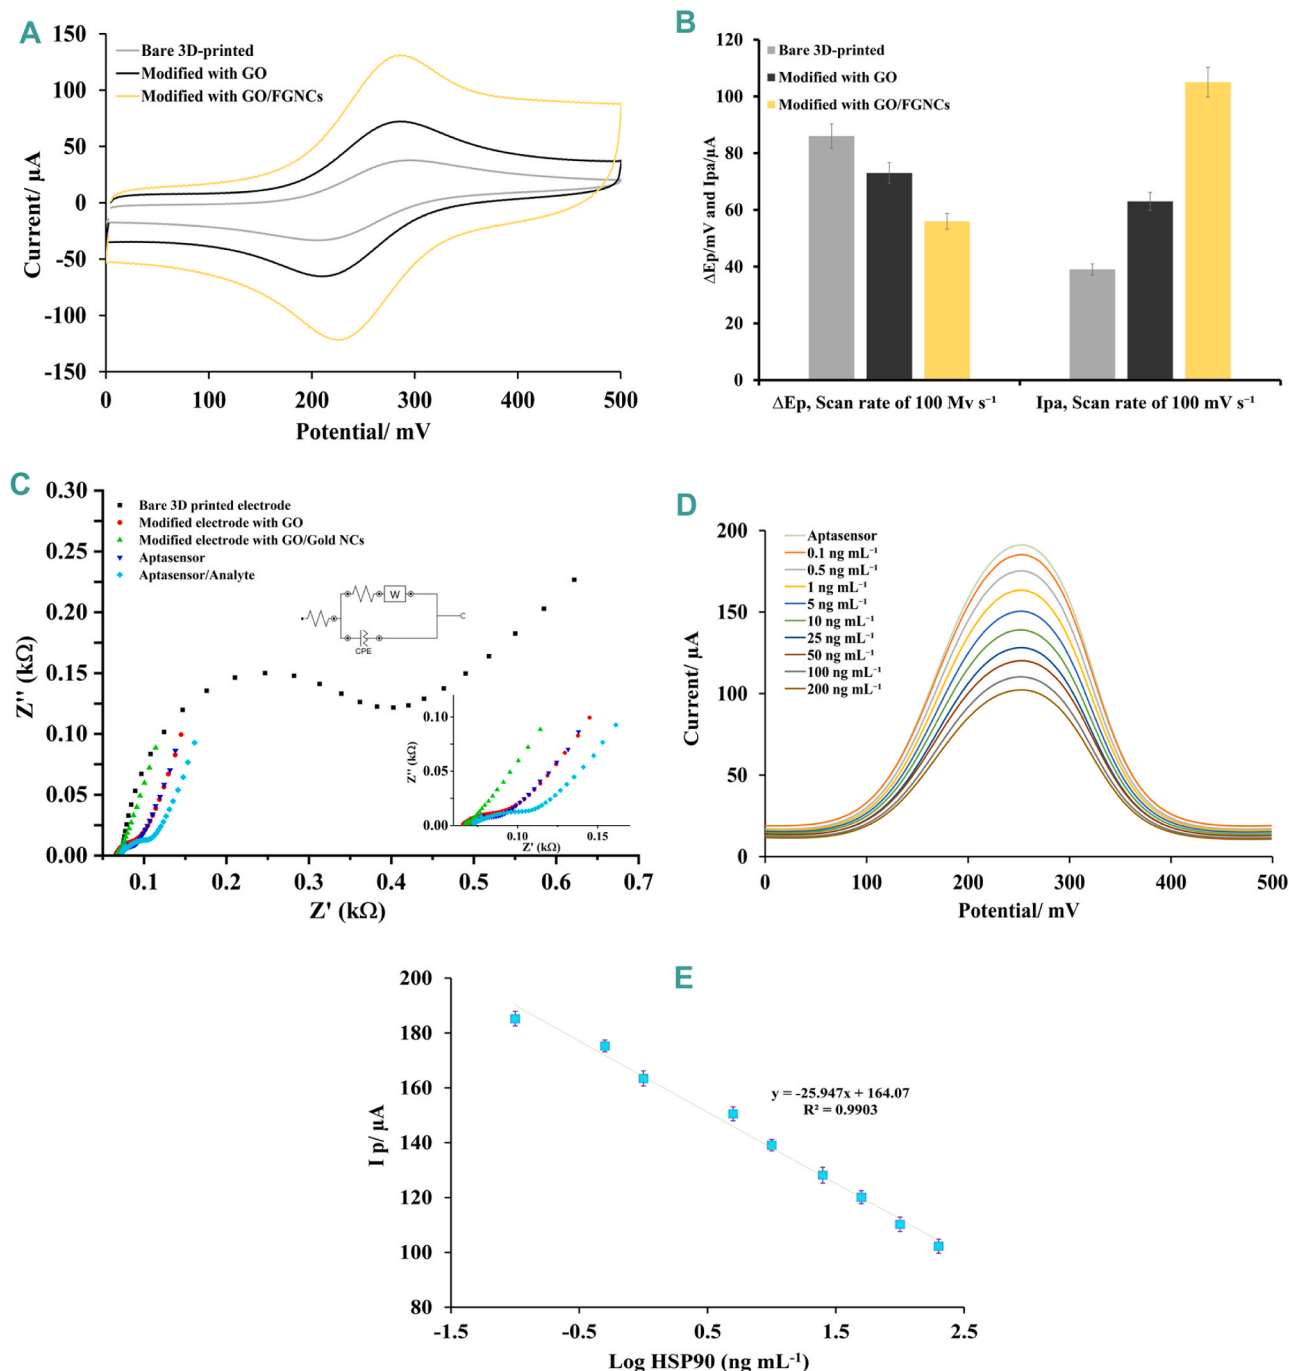 A
150
100
50
0
-50
-100
-150
Current/ µA
Bare 3D-printed
Modified with GO
Modified with GO/FGNCs
0 100 200 300 400 500
Potential/ mV
B
120
100
80
60
40
20
0
ΔEp/mV and Ipa/µA
Bare 3D-printed
Modified with GO
Modified with GO/FGNCs
ΔEp, Scan rate of 100 Mv s⁻¹ Ipa, Scan rate of 100 mV s⁻¹
C
0.30
0.25
0.20
0.15
0.10
0.05
0.00
Z'' (kΩ)
Bare 3D printed electrode
Modified electrode with GO
Modified electrode with GO/Gold NCs
Aptasensor
Aptasensor/Analyte
W
CPE
0.10
0.05
0.00
Z'' (kΩ)
0.10 0.15
Z' (kΩ)
0.1 0.2 0.3 0.4 0.5 0.6 0.7
Z' (kΩ)
D
200
150
100
50
0
Current/ µA
Aptasensor
0.1 ng mL⁻¹
0.5 ng mL⁻¹
1 ng mL⁻¹
5 ng mL⁻¹
10 ng mL⁻¹
25 ng mL⁻¹
50 ng mL⁻¹
100 ng mL⁻¹
200 ng mL⁻¹
0 100 200 300 400 500
Potential/ mV
E
200
180
160
140
120
100
80
I p/ µA
y = -25.947x + 164.07
R² = 0.9903
-1.5 -0.5 0.5 1.5 2.5
Log HSP90 (ng mL⁻¹)